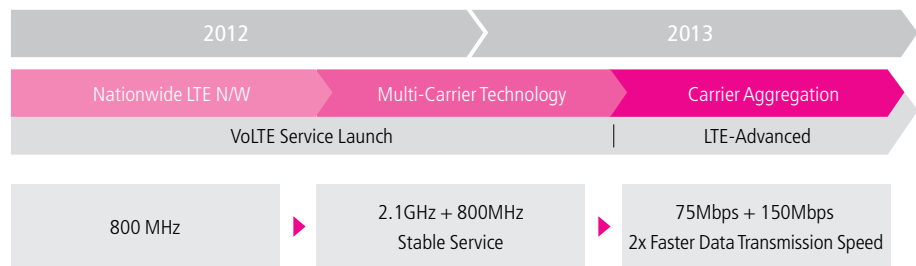 2012
2013
Nationwide LTE N/W
Multi-Carrier Technology
Carrier Aggregation
VoLTE Service Launch
LTE-Advanced
800 MHz
2.1GHz + 800MHz
Stable Service
75Mbps + 150Mbps
2x Faster Data Transmission Speed